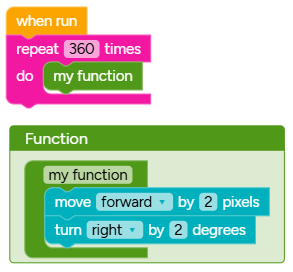 when run
repeat 360 times
do my function
Function
my function
move forward by 2 pixels
turn right by 2 degrees